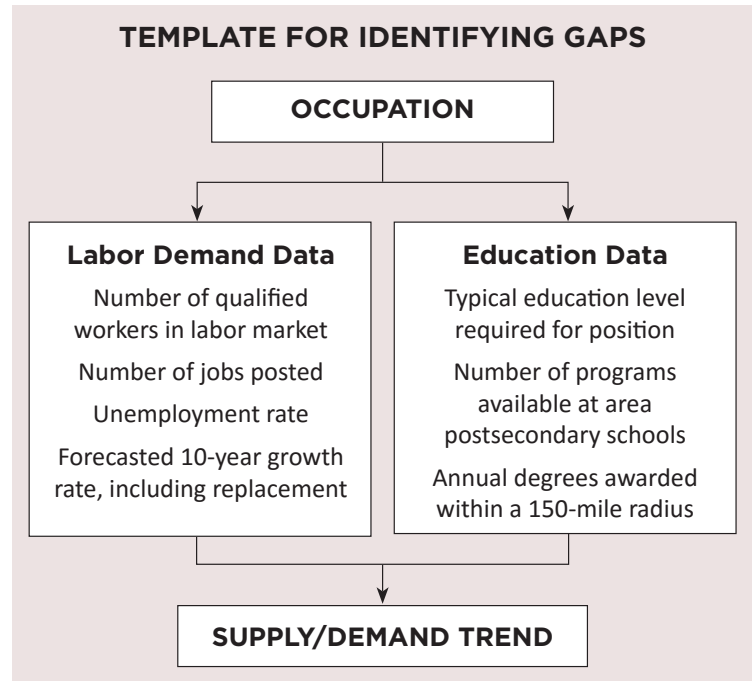 TEMPLATE FOR IDENTIFYING GAPS
OCCUPATION
Labor Demand Data
Number of qualified
workers in labor market
Number of jobs posted
Unemployment rate
Forecasted 10-year growth
rate, including replacement
Education Data
Typical education level
required for position
Number of programs
available at area
postsecondary schools
Annual degrees awarded
within a 150-mile radius
SUPPLY/DEMAND TREND